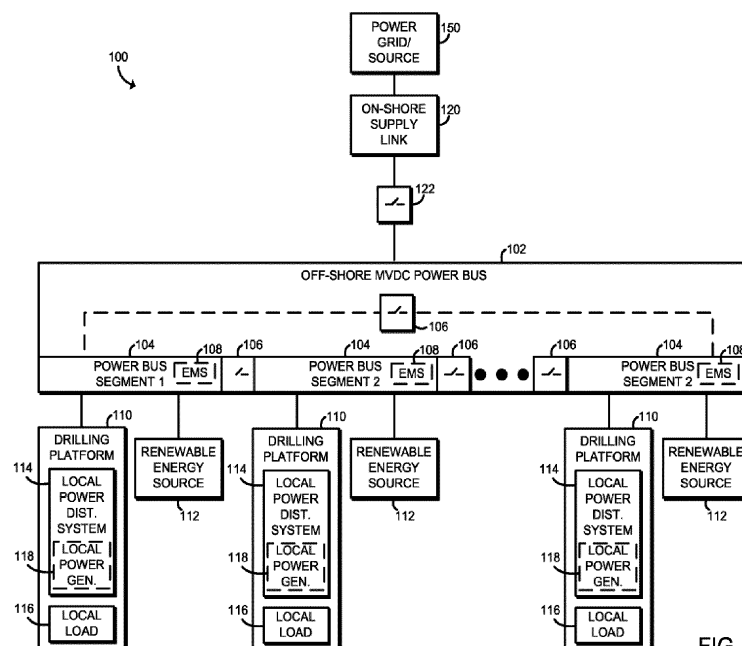 POWER
GRID/
SOURCE
150
100
ON-SHORE
SUPPLY
LINK
120
122
102
OFF-SHORE MVDC POWER BUS
106
104
108
106
104
108
106
106
104
108
POWER BUS
SEGMENT 1
EMS
POWER BUS
SEGMENT 2
EMS
POWER BUS
SEGMENT 2
EMS
110
110
110
DRILLING
PLATFORM
RENEWABLE
ENERGY
SOURCE
112
DRILLING
PLATFORM
RENEWABLE
ENERGY
SOURCE
112
DRILLING
PLATFORM
RENEWABLE
ENERGY
SOURCE
112
114
LOCAL
POWER
DIST.
SYSTEM
118
LOCAL
POWER
GEN.
116
LOCAL
LOAD
114
LOCAL
POWER
DIST.
SYSTEM
118
LOCAL
POWER
GEN.
116
LOCAL
LOAD
114
LOCAL
POWER
DIST.
SYSTEM
118
LOCAL
POWER
GEN.
116
LOCAL
LOAD
FIG